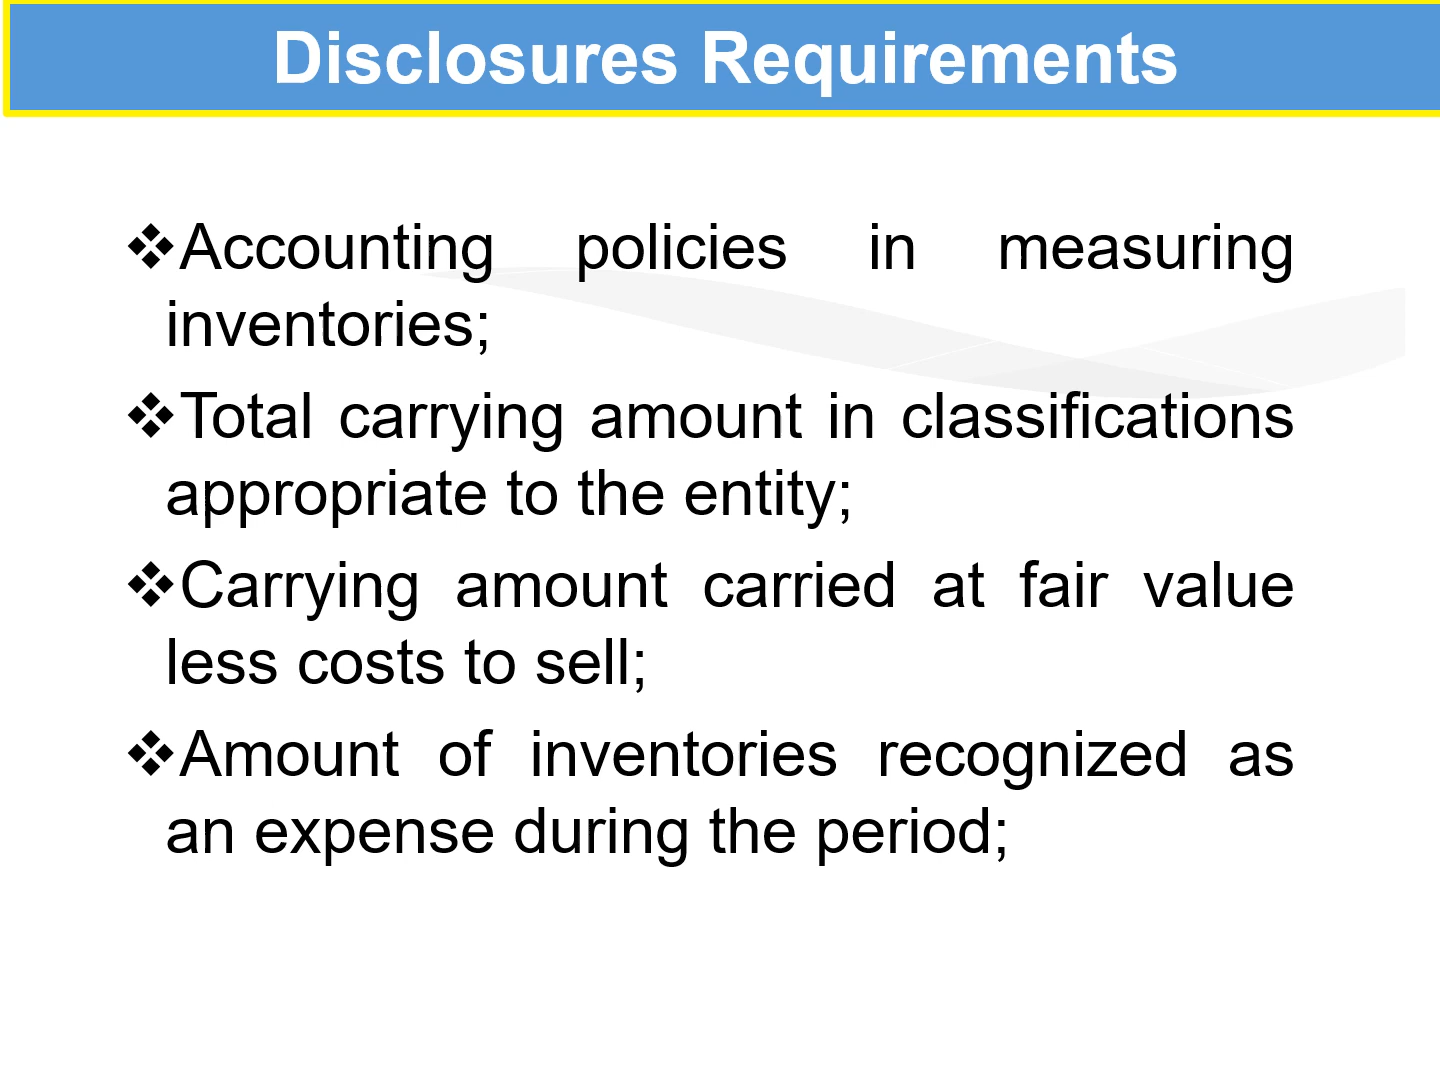 Disclosures Requirements
❖Accounting policies in measuring
inventories;
❖Total carrying amount in classifications
appropriate to the entity;
❖Carrying amount carried at fair value
less costs to sell;
❖Amount of inventories recognized as
an expense during the period;